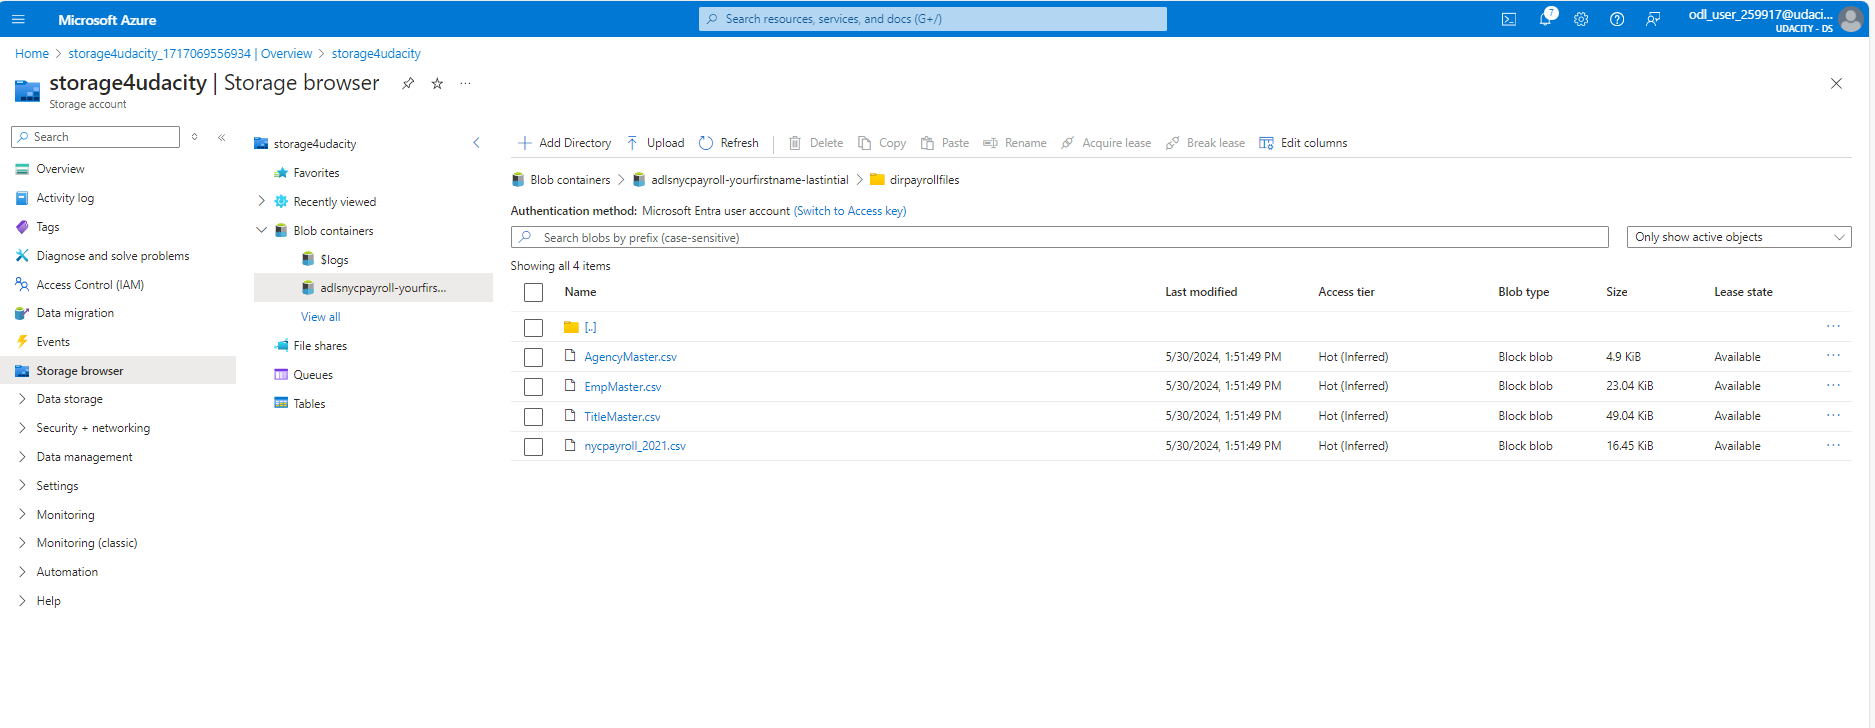 Microsoft Azure
Search resources, services, and docs (G+/)
7
odl_user_259917@udaci...
UDACITY - DS
Home > storage4udacity_1717069556934 | Overview > storage4udacity
storage4udacity | Storage browser
Storage account
Search
Overview
Activity log
Tags
Diagnose and solve problems
Access Control (IAM)
Data migration
Events
Storage browser
Data storage
Security + networking
Data management
Settings
Monitoring
Monitoring (classic)
Automation
Help
storage4udacity
Favorites
Recently viewed
Blob containers
$logs
adlsnycpayroll-yourfirs...
View all
File shares
Queues
Tables
Add Directory Upload Refresh Delete Copy Paste Rename Acquire lease Break lease Edit columns
Blob containers > adlsnycpayroll-yourfirstname-lastintial > dirpayrollfiles
Authentication method: Microsoft Entra user account (Switch to Access key)
Search blobs by prefix (case-sensitive) Only show active objects
Showing all 4 items
Name Last modified Access tier Blob type Size Lease state
[..]
AgencyMaster.csv 5/30/2024, 1:51:49 PM Hot (Inferred) Block blob 4.9 KiB Available
EmpMaster.csv 5/30/2024, 1:51:49 PM Hot (Inferred) Block blob 23.04 KiB Available
TitleMaster.csv 5/30/2024, 1:51:49 PM Hot (Inferred) Block blob 49.04 KiB Available
nycpayroll_2021.csv 5/30/2024, 1:51:49 PM Hot (Inferred) Block blob 16.45 KiB Available